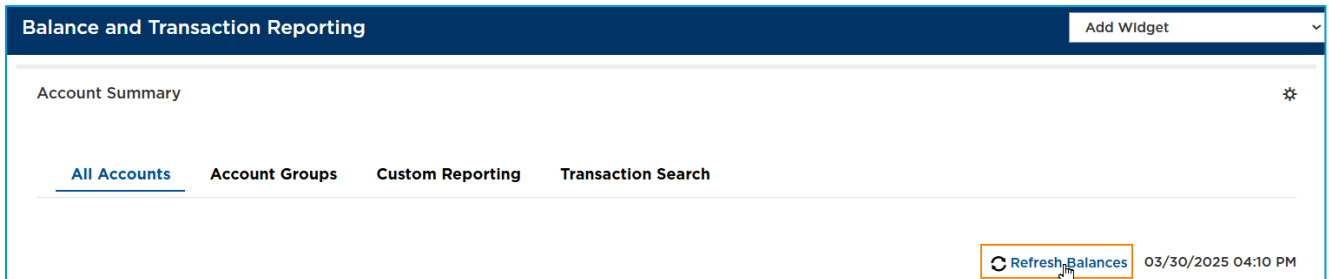 Balance and Transaction Reporting
Add Widget
Account Summary
All Accounts Account Groups Custom Reporting Transaction Search
Refresh Balances 03/30/2025 04:10 PM